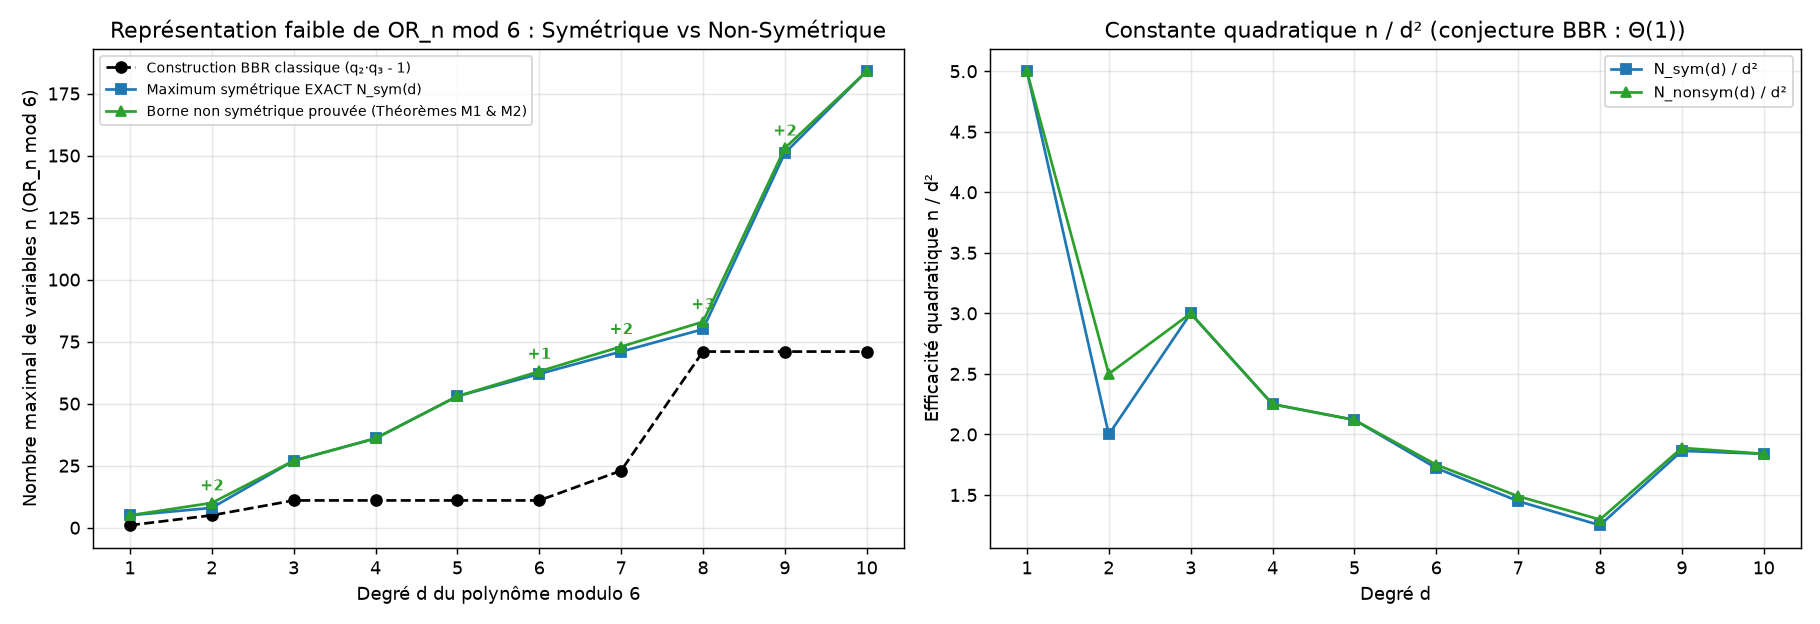 Représentation faible de OR_n mod 6 : Symétrique vs Non-Symétrique
Construction BBR classique (q₂·q₃ - 1)
Maximum symétrique EXACT N_sym(d)
Borne non symétrique prouvée (Théorèmes M1 & M2)
Nombre maximal de variables n (OR_n mod 6)
175
150
125
100
75
50
25
0
+2
+1
+2
+3
+2
1 2 3 4 5 6 7 8 9 10
Degré d du polynôme modulo 6
Constante quadratique n / d² (conjecture BBR : Θ(1))
N_sym(d) / d²
N_nonsym(d) / d²
Efficacité quadratique n / d²
5.0
4.5
4.0
3.5
3.0
2.5
2.0
1.5
1 2 3 4 5 6 7 8 9 10
Degré d